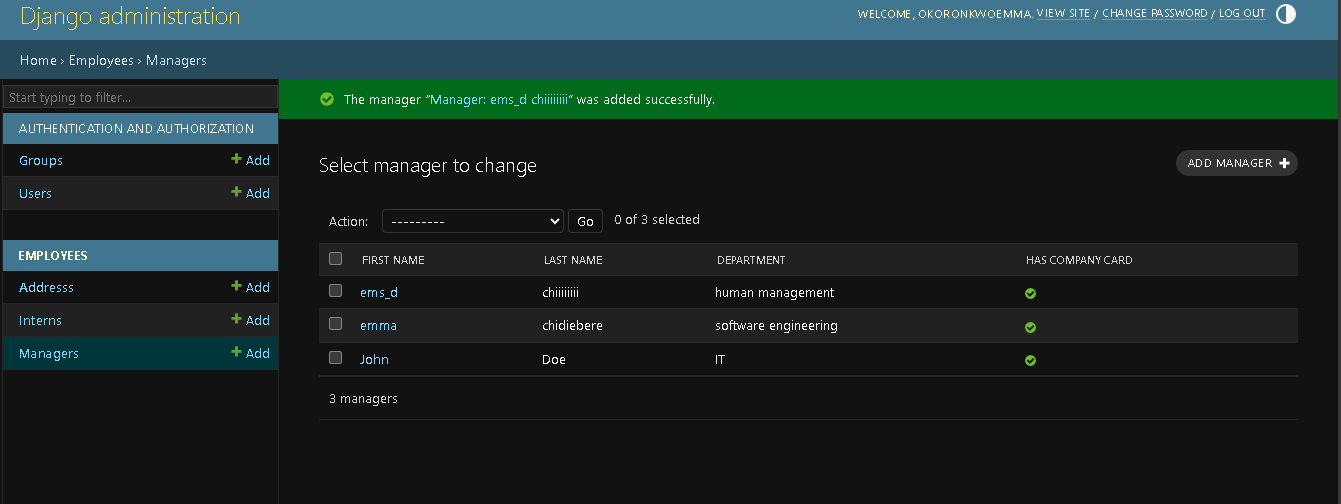 Django administration
WELCOME, OKORONKWOEMMA. VIEW SITE / CHANGE PASSWORD / LOG OUT
Home › Employees › Managers
Start typing to filter...
AUTHENTICATION AND AUTHORIZATION
Groups + Add
Users + Add
EMPLOYEES
Addresss + Add
Interns + Add
Managers + Add
The manager “Manager: ems_d chiiiiiiii” was added successfully.
Select manager to change
ADD MANAGER +
Action: --------- Go 0 of 3 selected
FIRST NAME LAST NAME DEPARTMENT HAS COMPANY CARD
ems_d chiiiiiiii human management
emma chidiebere software engineering
John Doe IT
3 managers